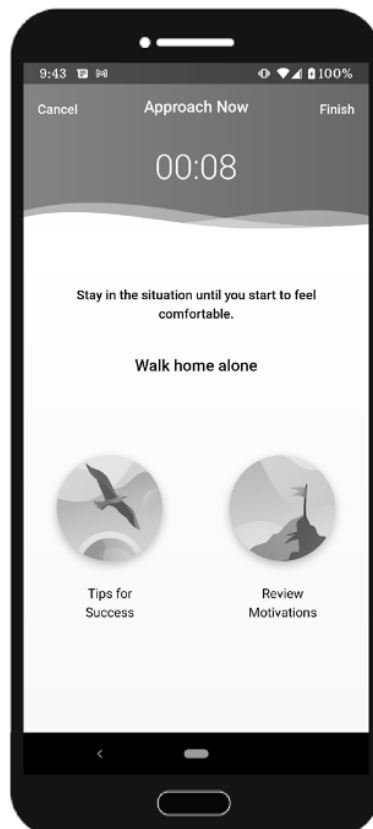 9:43 100%
Cancel Approach Now Finish
00:08
Stay in the situation until you start to feel
comfortable.
Walk home alone
Tips for
Success
Review
Motivations